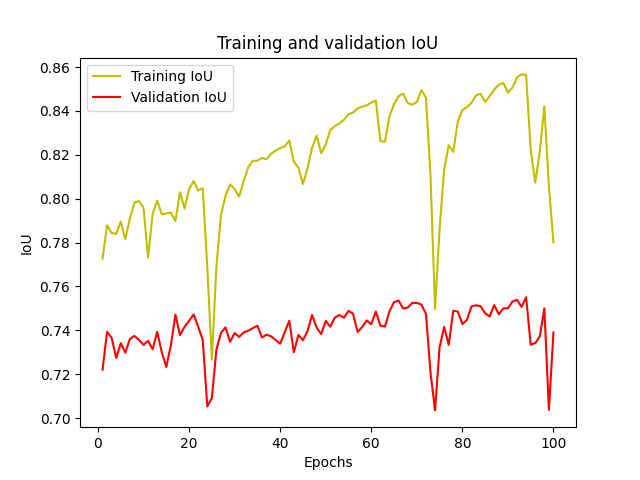 Training and validation IoU
Training IoU
Validation IoU
0.86
0.84
0.82
0.80
0.78
0.76
0.74
0.72
0.70
IoU
0 20 40 60 80 100
Epochs